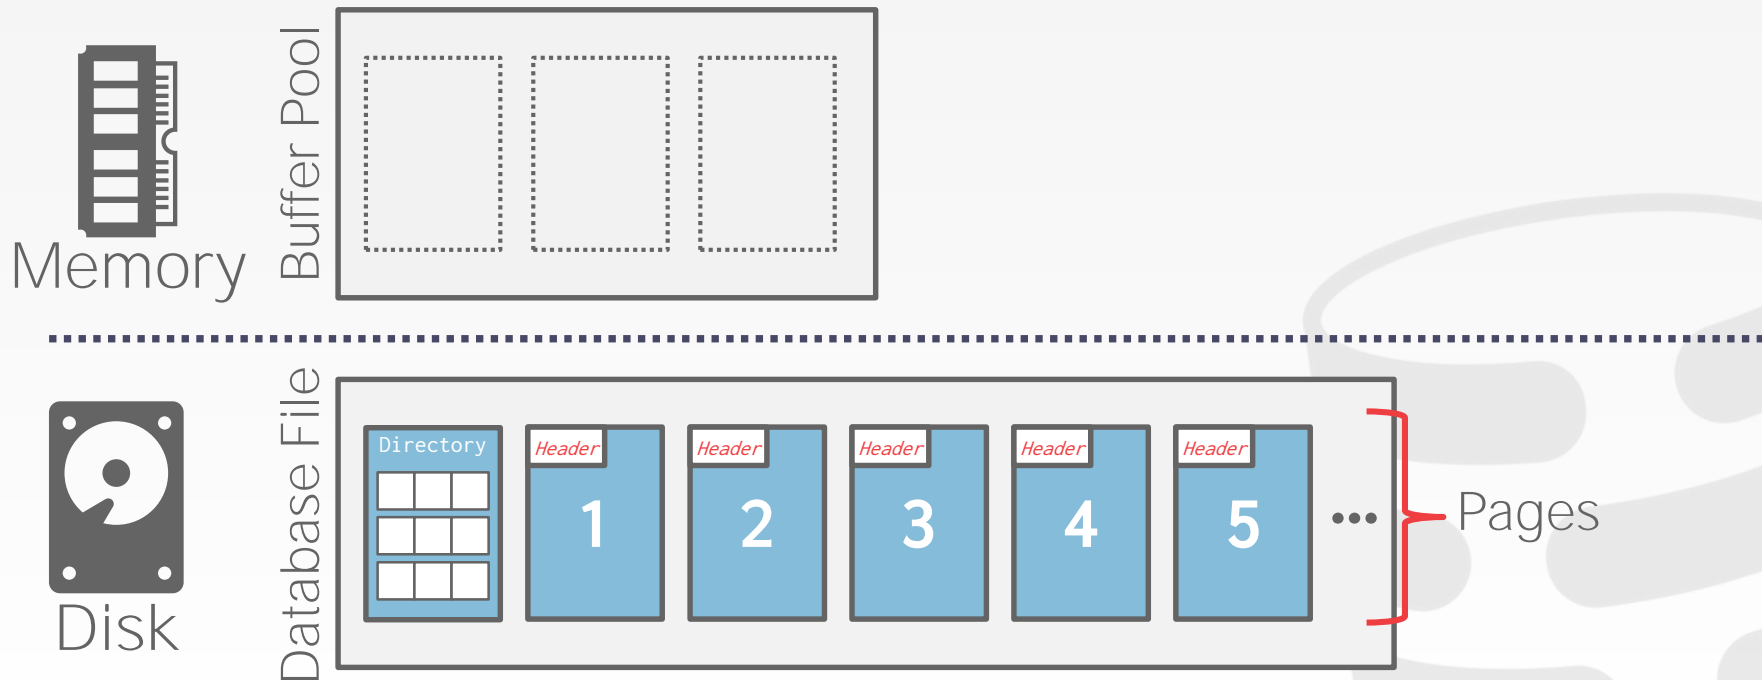 Memory
Buffer Pool
Disk
Database File
Directory
Header
1
Header
2
Header
3
Header
4
Header
5
•••
Pages